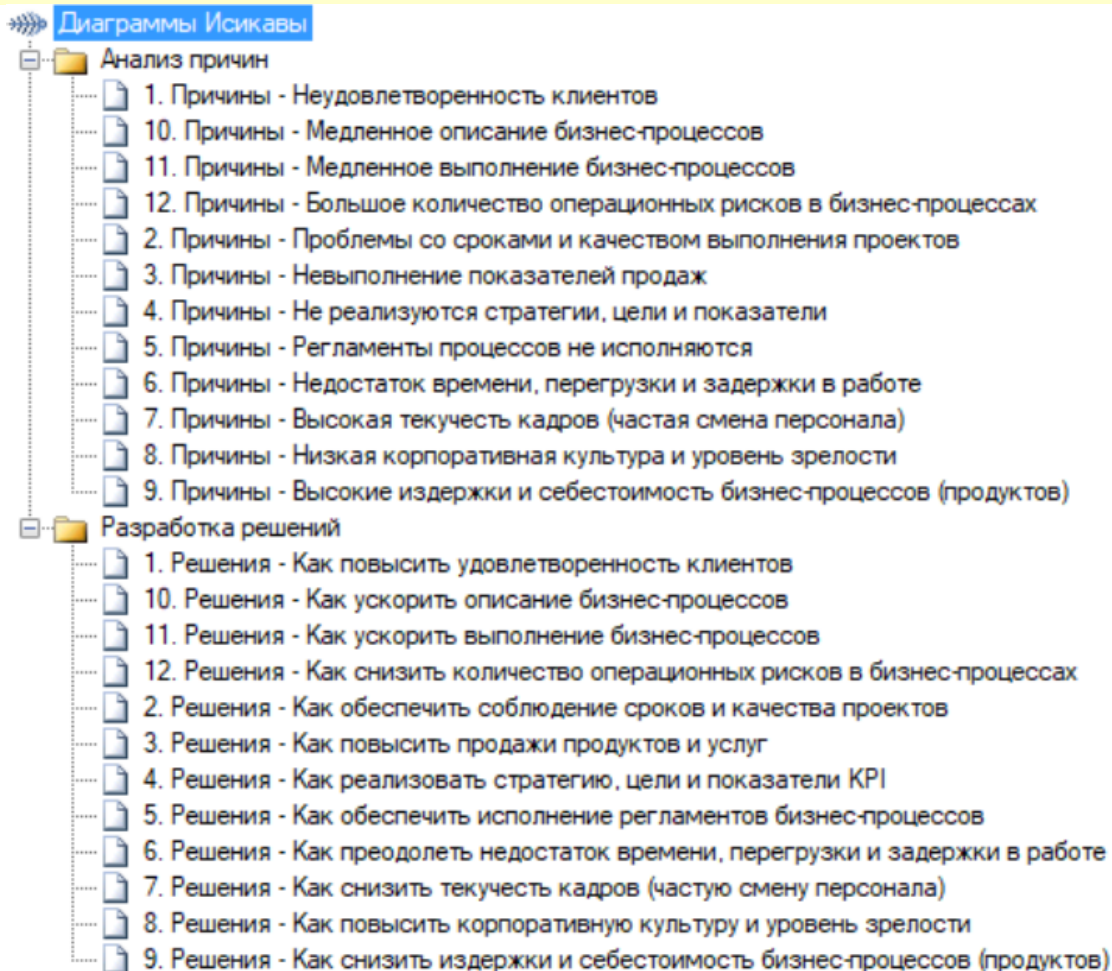 Диаграммы Исикавы
Анализ причин
1. Причины - Неудовлетворенность клиентов
10. Причины - Медленное описание бизнес-процессов
11. Причины - Медленное выполнение бизнес-процессов
12. Причины - Большое количество операционных рисков в бизнес-процессах
2. Причины - Проблемы со сроками и качеством выполнения проектов
3. Причины - Невыполнение показателей продаж
4. Причины - Не реализуются стратегии, цели и показатели
5. Причины - Регламенты процессов не исполняются
6. Причины - Недостаток времени, перегрузки и задержки в работе
7. Причины - Высокая текучесть кадров (частая смена персонала)
8. Причины - Низкая корпоративная культура и уровень зрелости
9. Причины - Высокие издержки и себестоимость бизнес-процессов (продуктов)
Разработка решений
1. Решения - Как повысить удовлетворенность клиентов
10. Решения - Как ускорить описание бизнес-процессов
11. Решения - Как ускорить выполнение бизнес-процессов
12. Решения - Как снизить количество операционных рисков в бизнес-процессах
2. Решения - Как обеспечить соблюдение сроков и качества проектов
3. Решения - Как повысить продажи продуктов и услуг
4. Решения - Как реализовать стратегию, цели и показатели KPI
5. Решения - Как обеспечить исполнение регламентов бизнес-процессов
6. Решения - Как преодолеть недостаток времени, перегрузки и задержки в работе
7. Решения - Как снизить текучесть кадров (частую смену персонала)
8. Решения - Как повысить корпоративную культуру и уровень зрелости
9. Решения - Как снизить издержки и себестоимость бизнес-процессов (продуктов)